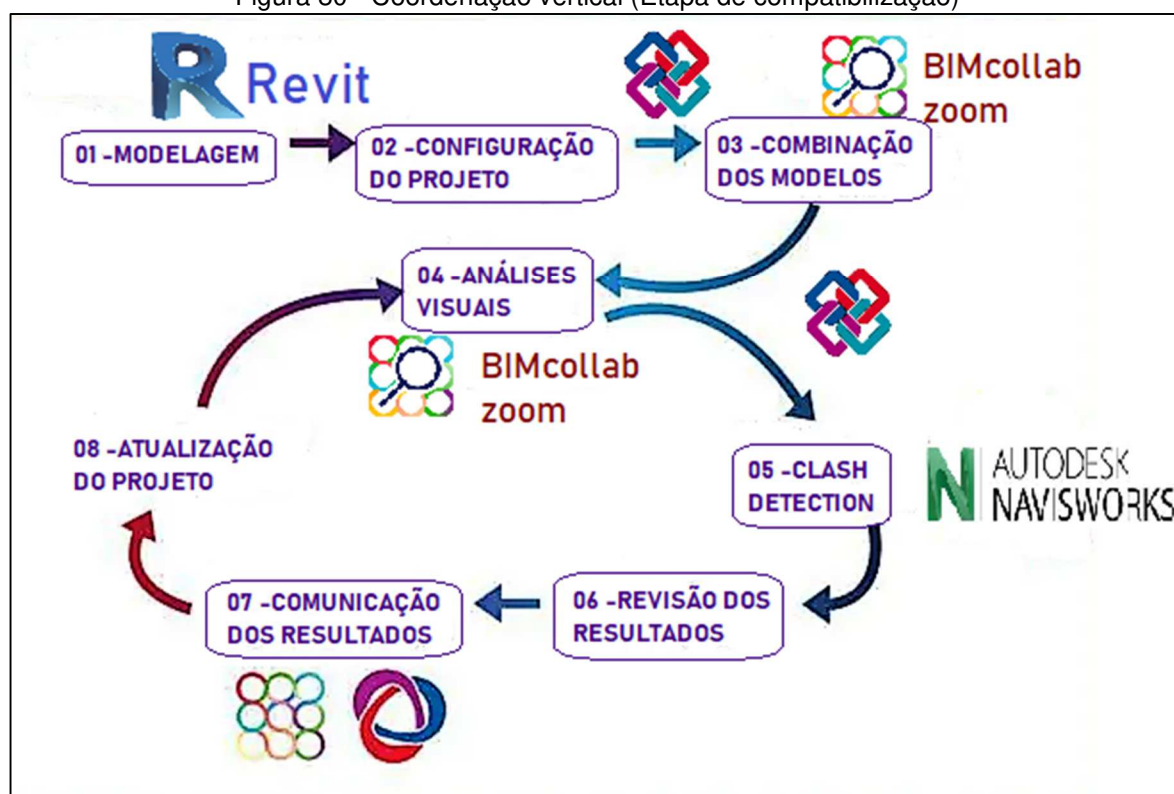 Figura 30 - Coordenação vertical (Etapa de compatibilização)
Revit
BIMcollab
zoom
01 -MODELAGEM
02 -CONFIGURAÇÃO
DO PROJETO
03 -COMBINAÇÃO
DOS MODELOS
04 -ANÁLISES
VISUAIS
BIMcollab
zoom
08 -ATUALIZAÇÃO
DO PROJETO
05 -CLASH
DETECTION
AUTODESK
NAVISWORKS
07 -COMUNICAÇÃO
DOS RESULTADOS
06 -REVISÃO DOS
RESULTADOS